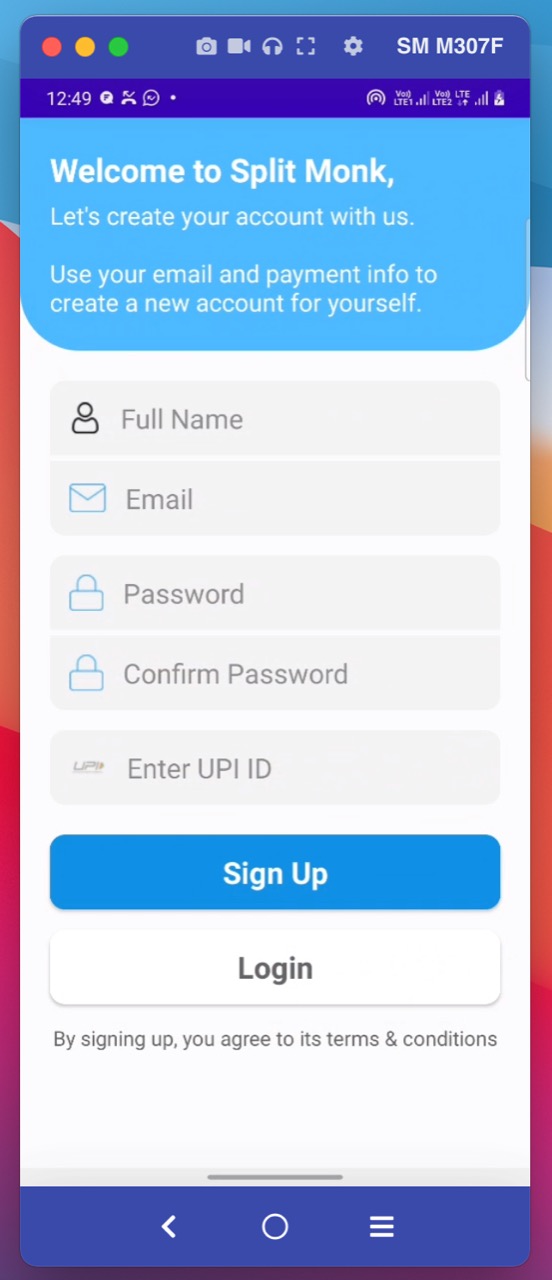 SM M307F
12:49
Vo)) LTE1 Vo)) LTE2 LTE
Welcome to Split Monk,
Let's create your account with us.
Use your email and payment info to
create a new account for yourself.
Full Name
Email
Password
Confirm Password
UPI Enter UPI ID
Sign Up
Login
By signing up, you agree to its terms & conditions